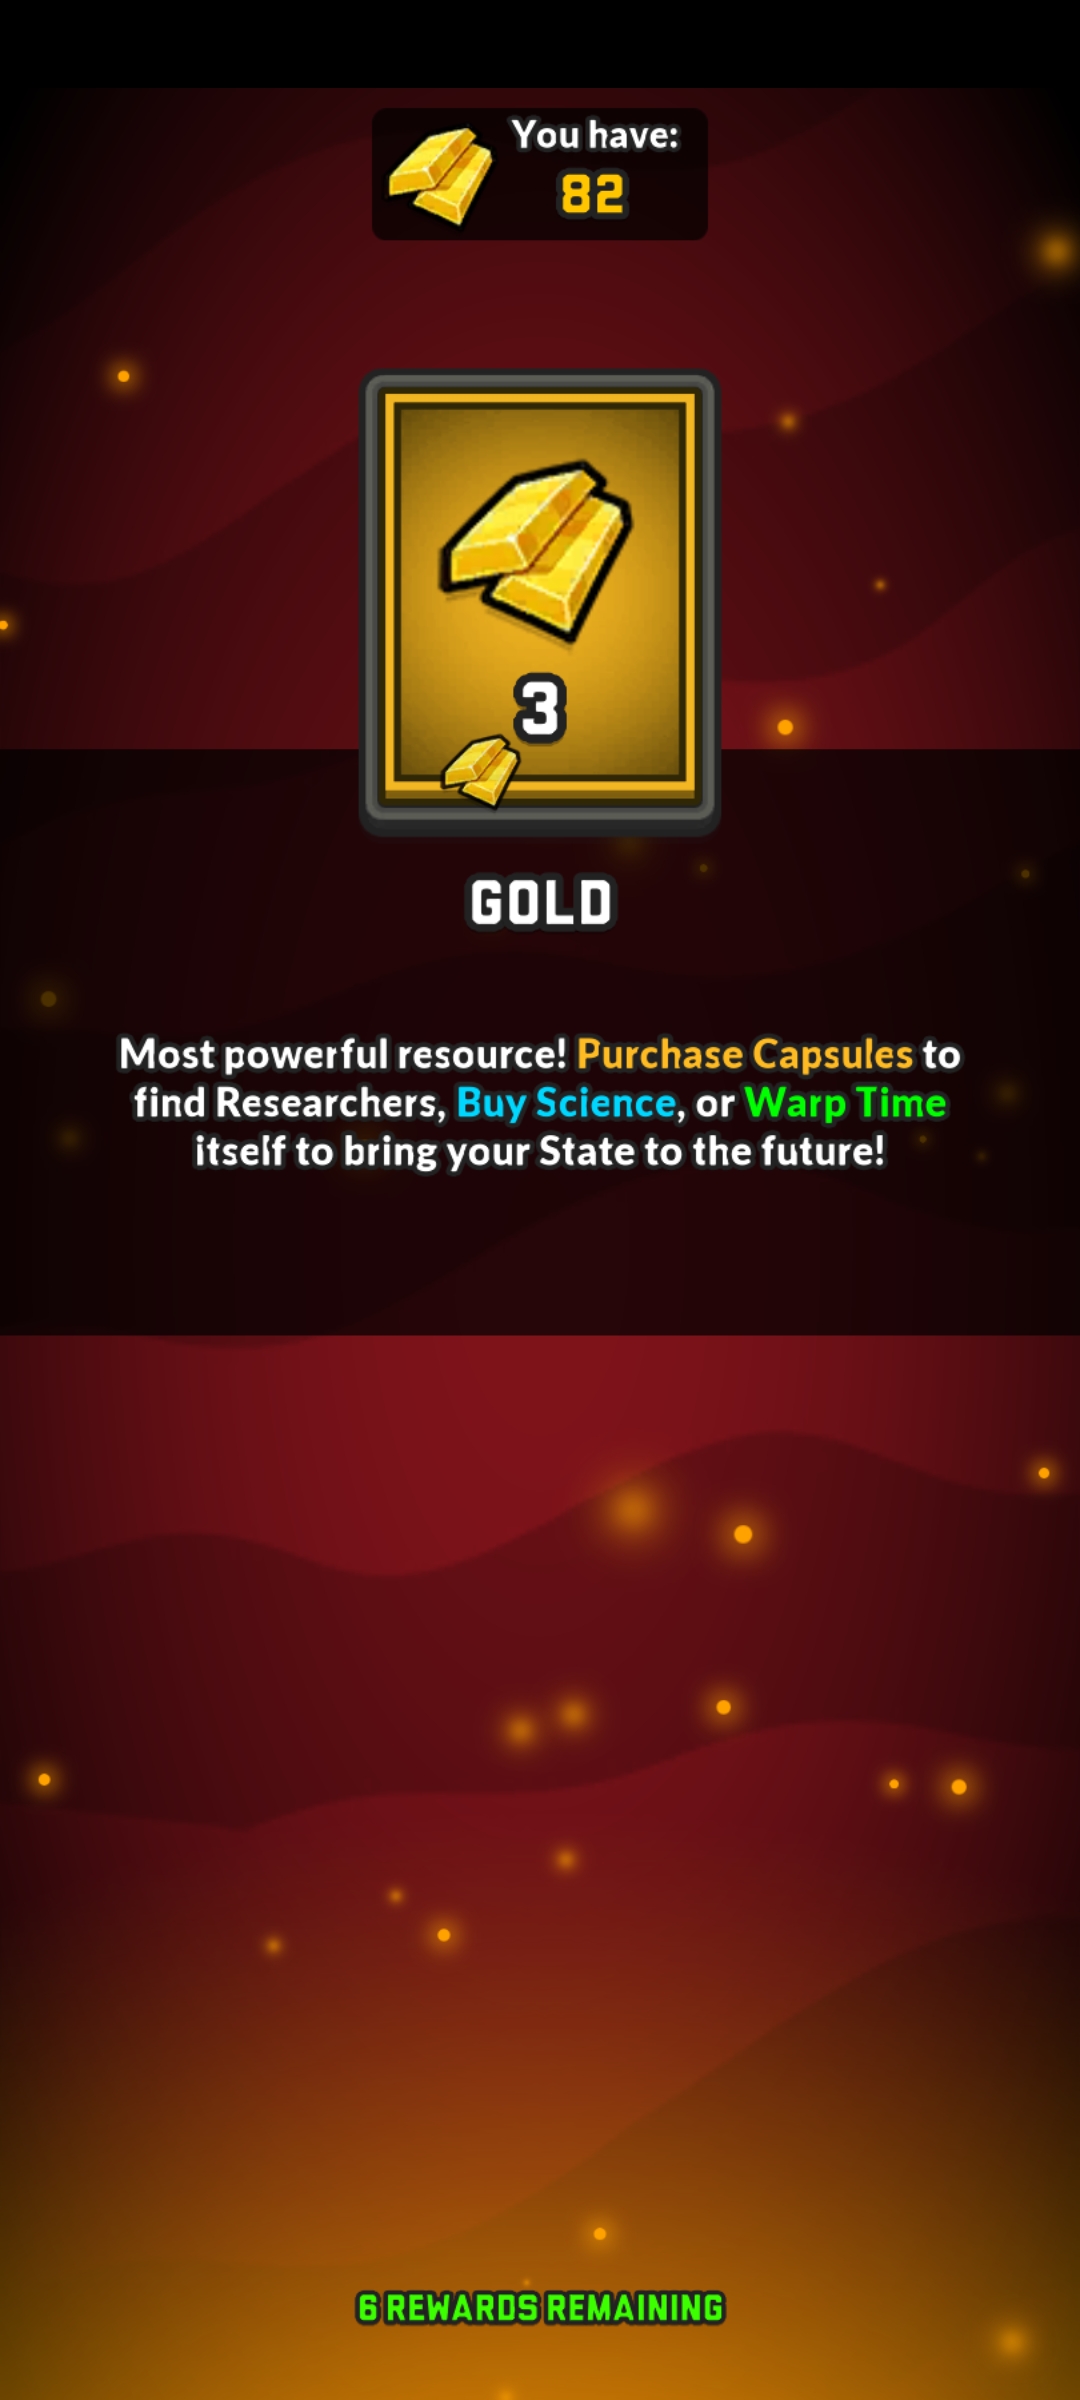 You have:
82
3
GOLD
Most powerful resource! Purchase Capsules to
find Researchers, Buy Science, or Warp Time
itself to bring your State to the future!
6 REWARDS REMAINING